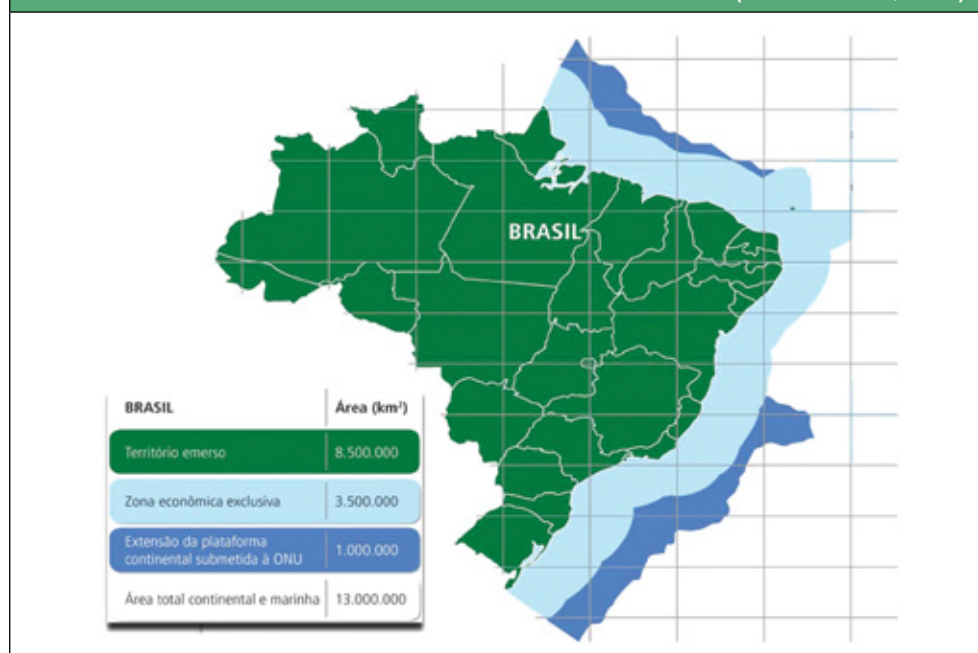 BRASIL
BRASIL Área (km²)
Território emerso 8.500.000
Zona econômica exclusiva 3.500.000
Extensão da plataforma
continental submetida à ONU 1.000.000
Área total continental e marinha 13.000.000